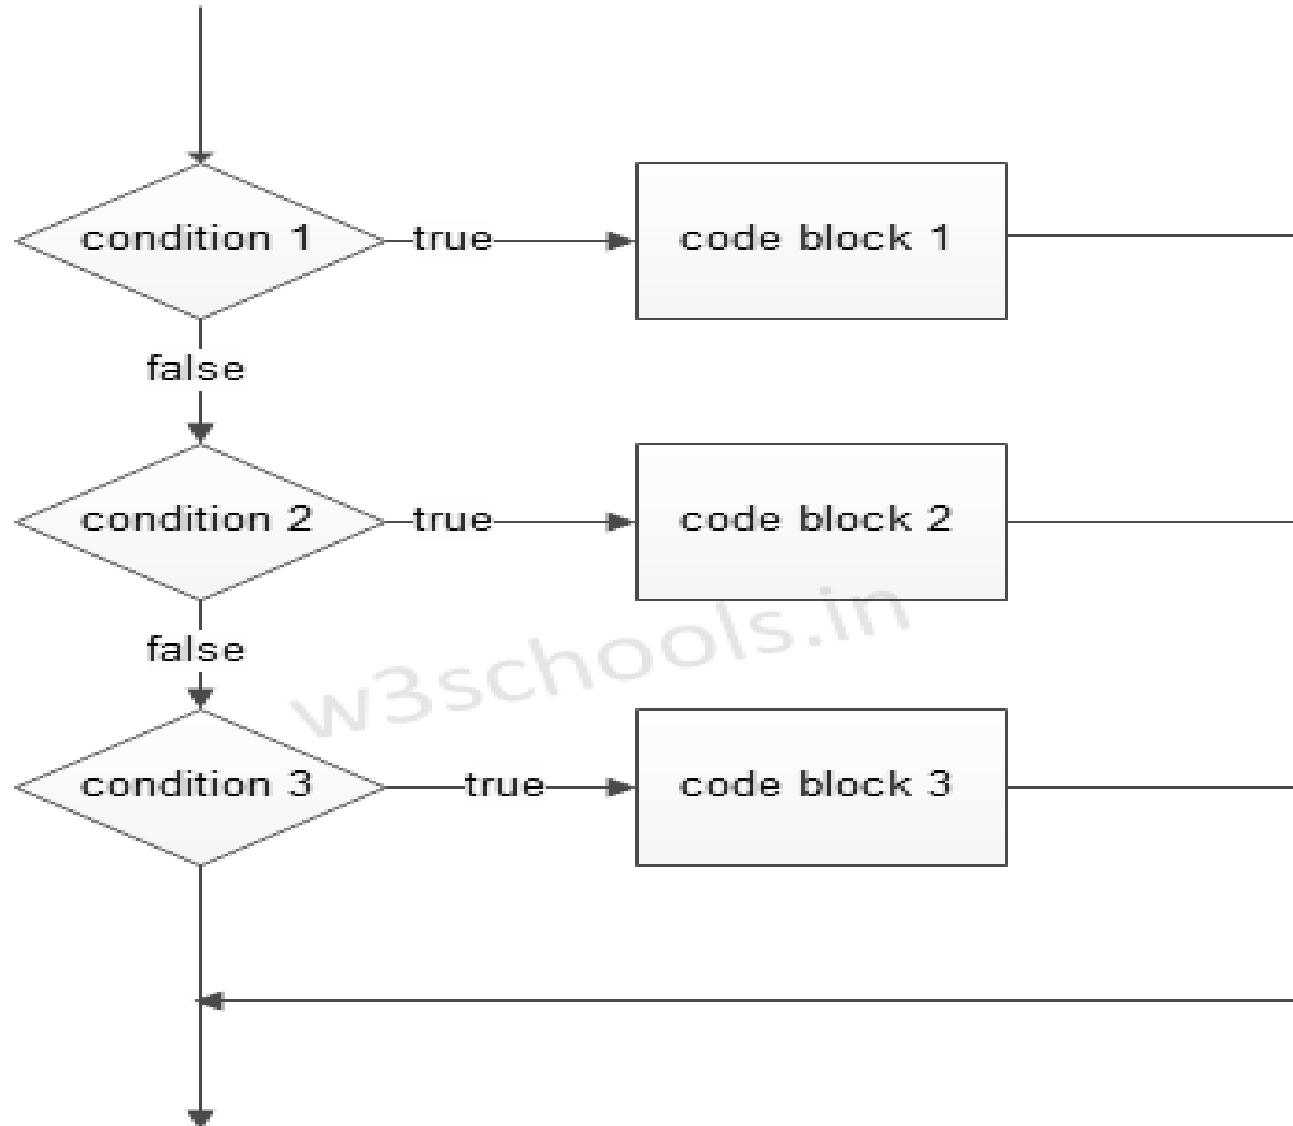 condition 1
true
code block 1
false
condition 2
true
code block 2
false
w3schools.in
condition 3
true
code block 3